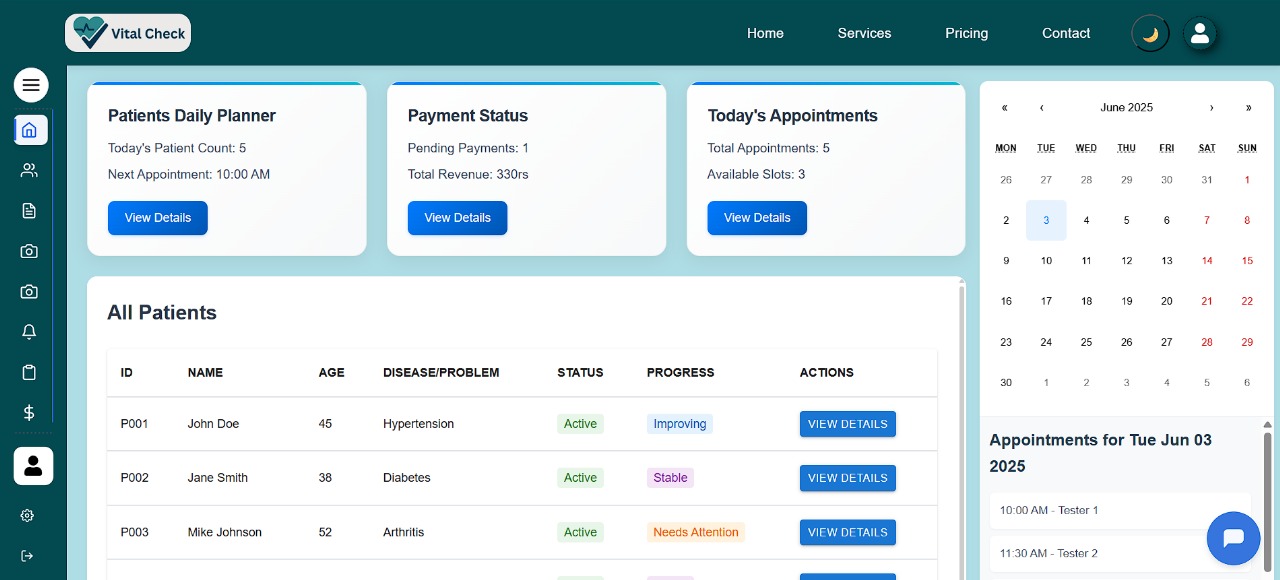 Vital Check
Home Services Pricing Contact
Patients Daily Planner
Today's Patient Count: 5
Next Appointment: 10:00 AM
View Details
Payment Status
Pending Payments: 1
Total Revenue: 330rs
View Details
Today's Appointments
Total Appointments: 5
Available Slots: 3
View Details
« ‹ June 2025 › »
MON TUE WED THU FRI SAT SUN
26 27 28 29 30 31 1
2 3 4 5 6 7 8
9 10 11 12 13 14 15
16 17 18 19 20 21 22
23 24 25 26 27 28 29
30 1 2 3 4 5 6
All Patients
ID NAME AGE DISEASE/PROBLEM STATUS PROGRESS ACTIONS
P001 John Doe 45 Hypertension Active Improving VIEW DETAILS
P002 Jane Smith 38 Diabetes Active Stable VIEW DETAILS
P003 Mike Johnson 52 Arthritis Active Needs Attention VIEW DETAILS
Appointments for Tue Jun 03
2025
10:00 AM - Tester 1
11:30 AM - Tester 2